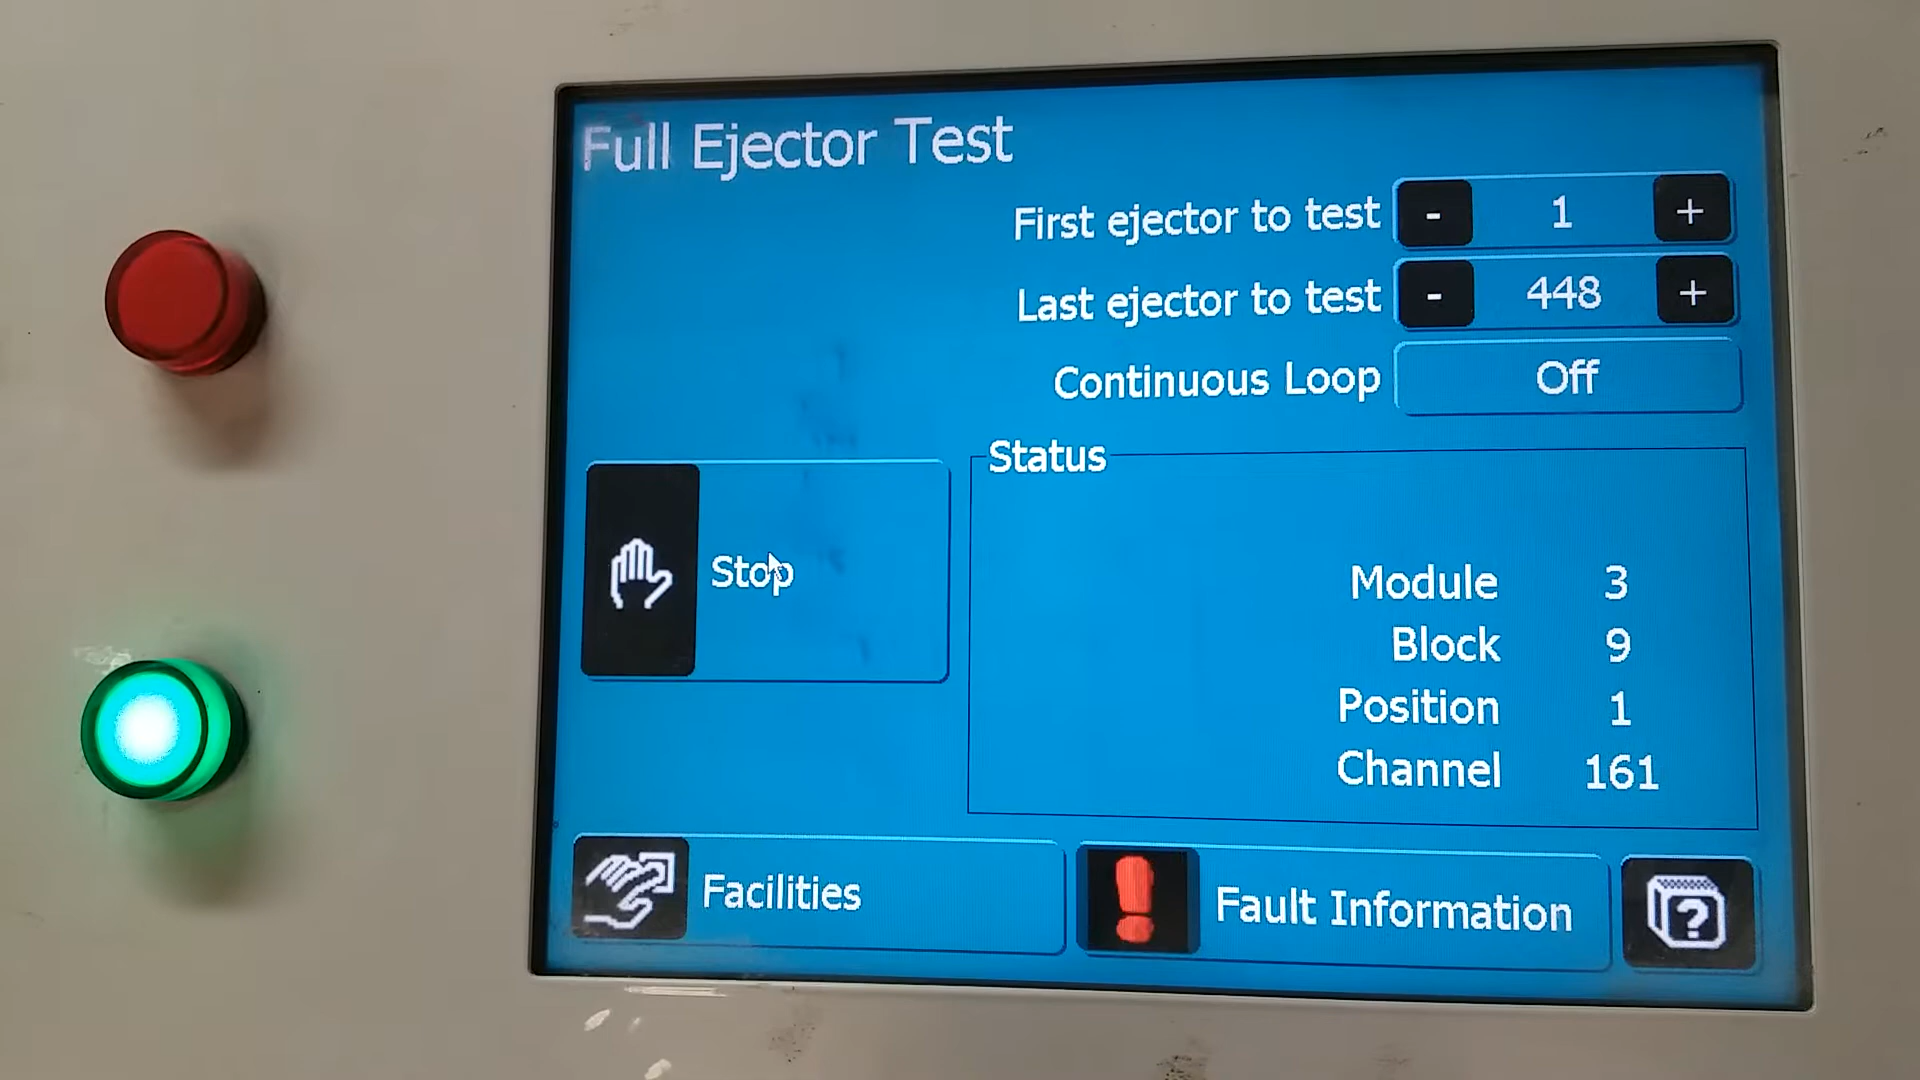 Full Ejector Test
First ejector to test - 1 +
Last ejector to test - 448 +
Continuous Loop Off
Status
Stop
Module 3
Block 9
Position 1
Channel 161
Facilities
Fault Information
?